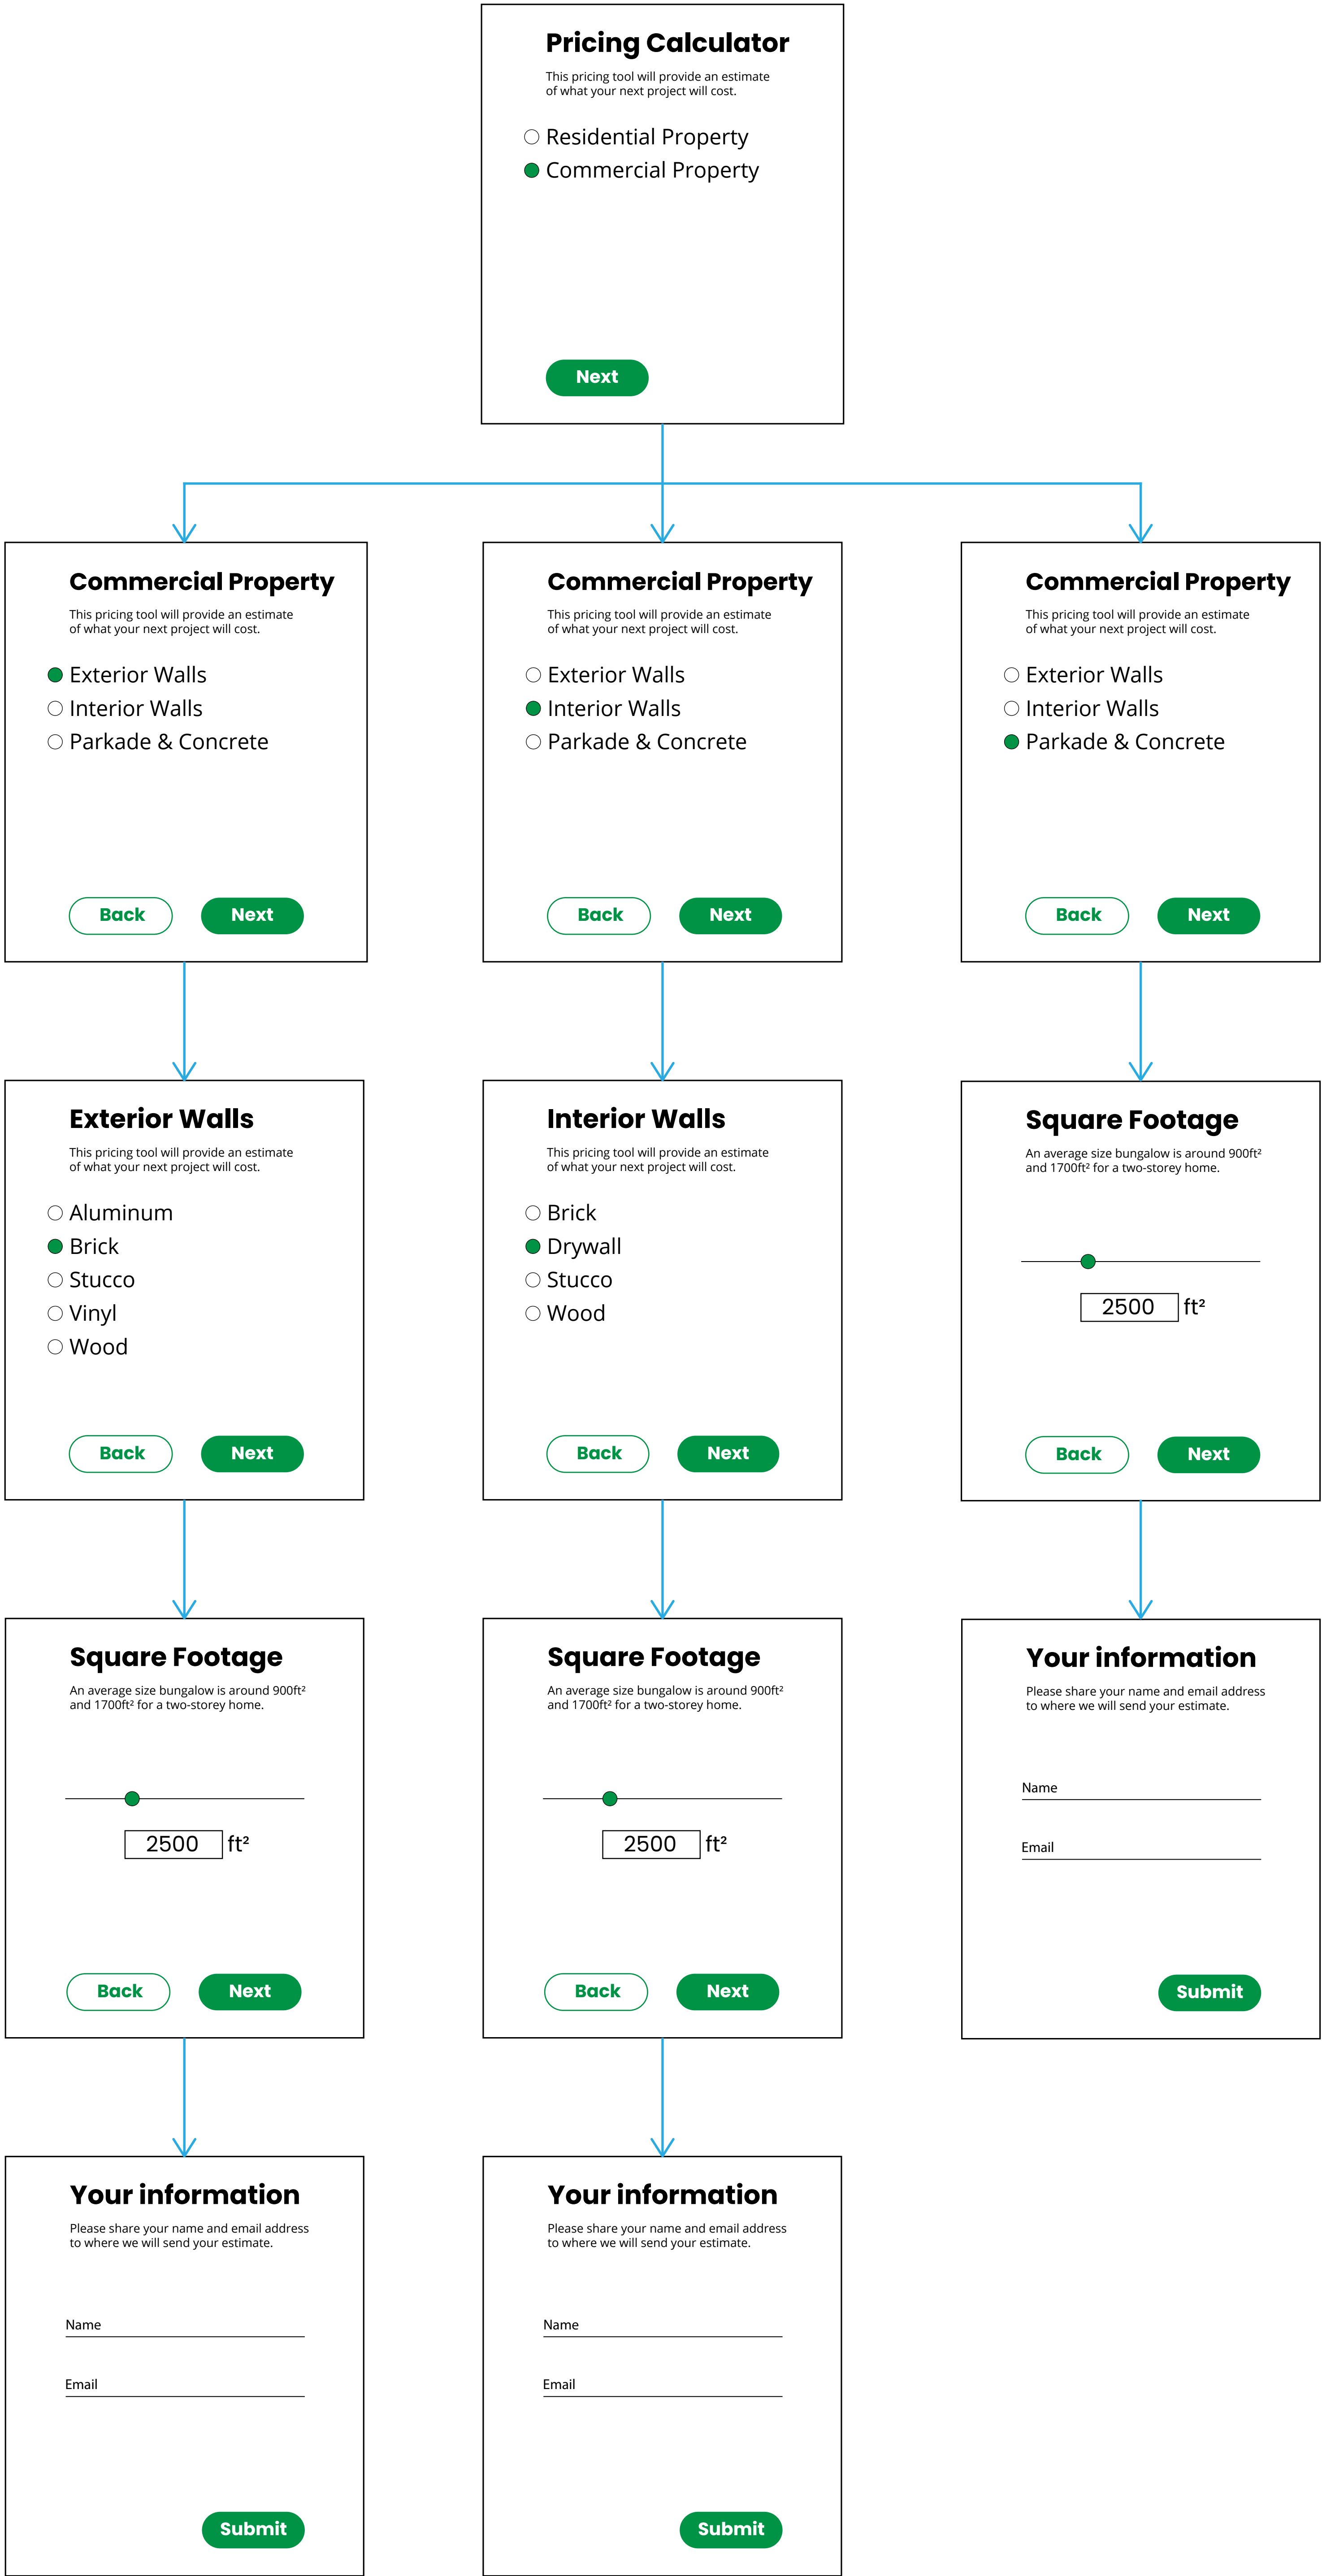 Pricing Calculator
This pricing tool will provide an estimate
of what your next project will cost.
Residential Property
Commercial Property
Next
Commercial Property
This pricing tool will provide an estimate
of what your next project will cost.
Exterior Walls
Interior Walls
Parkade & Concrete
Back Next
Commercial Property
This pricing tool will provide an estimate
of what your next project will cost.
Exterior Walls
Interior Walls
Parkade & Concrete
Back Next
Commercial Property
This pricing tool will provide an estimate
of what your next project will cost.
Exterior Walls
Interior Walls
Parkade & Concrete
Back Next
Exterior Walls
This pricing tool will provide an estimate
of what your next project will cost.
Aluminum
Brick
Stucco
Vinyl
Wood
Back Next
Interior Walls
This pricing tool will provide an estimate
of what your next project will cost.
Brick
Drywall
Stucco
Wood
Back Next
Square Footage
An average size bungalow is around 900ft²
and 1700ft² for a two-storey home.
2500 ft²
Back Next
Square Footage
An average size bungalow is around 900ft²
and 1700ft² for a two-storey home.
2500 ft²
Back Next
Square Footage
An average size bungalow is around 900ft²
and 1700ft² for a two-storey home.
2500 ft²
Back Next
Your information
Please share your name and email address
to where we will send your estimate.
Name
Email
Submit
Your information
Please share your name and email address
to where we will send your estimate.
Name
Email
Submit
Your information
Please share your name and email address
to where we will send your estimate.
Name
Email
Submit